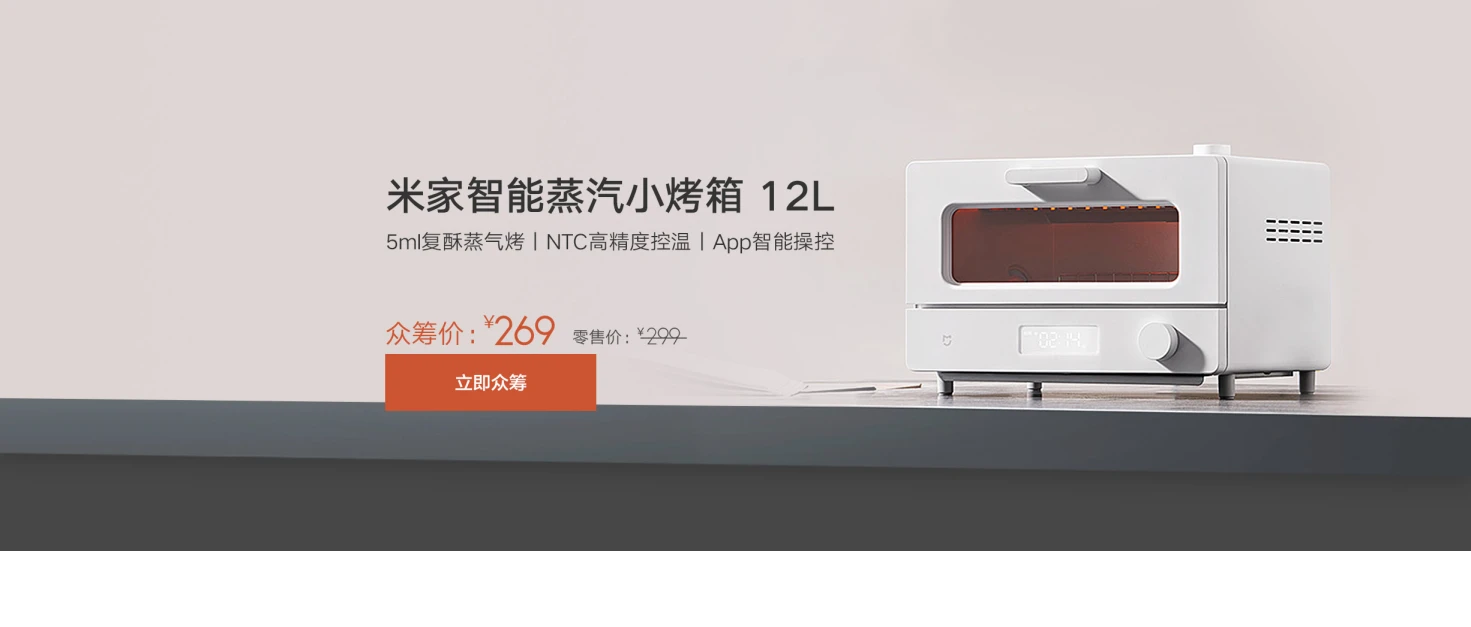 米家智能蒸汽小烤箱 12L
5ml复酥蒸气烤丨NTC高精度控温丨App智能操控
众筹价:¥269 零售价:¥299
立即众筹
02:14